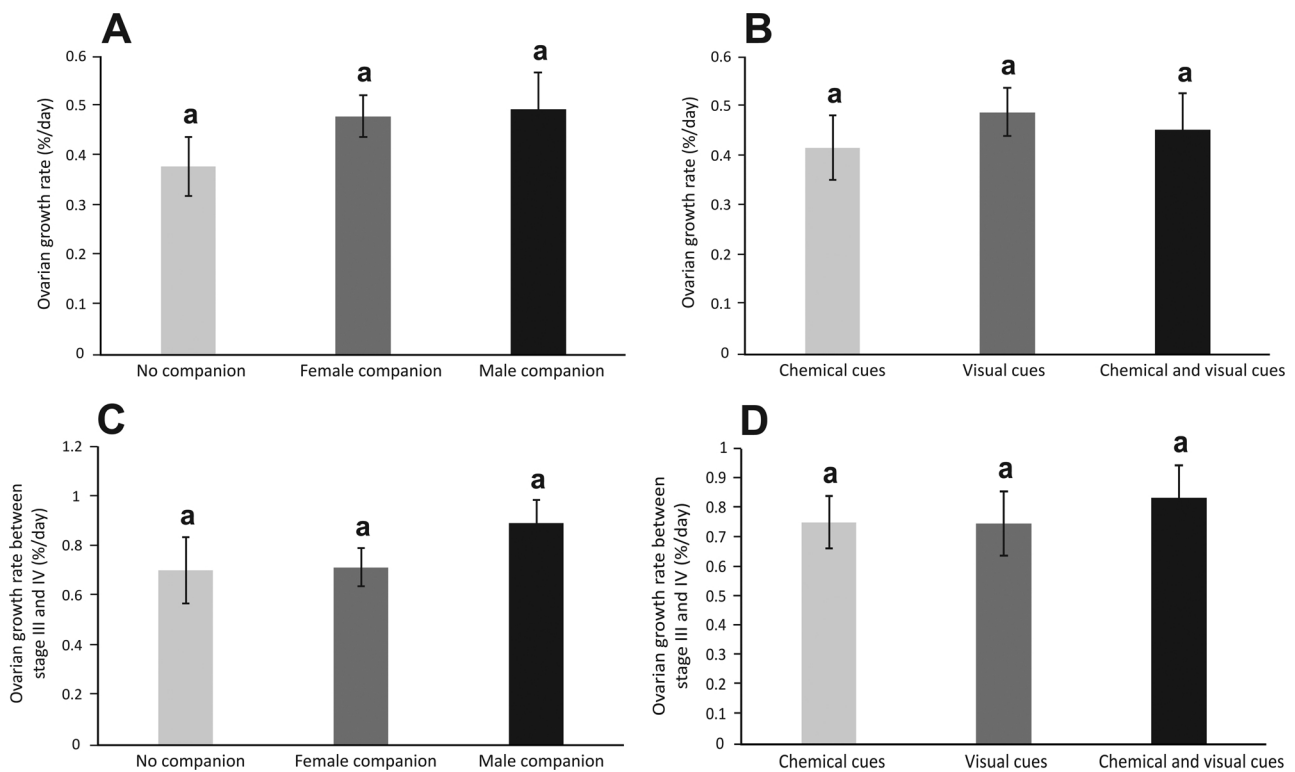 A
Ovarian growth rate (%/day)
0.6
0.5
0.4
0.3
0.2
0.1
0
a
a
a
No companion
Female companion
Male companion
B
Ovarian growth rate (%/day)
0.6
0.5
0.4
0.3
0.2
0.1
0
a
a
a
Chemical cues
Visual cues
Chemical and visual cues
C
Ovarian growth rate between
stage III and IV (%/day)
1.2
1
0.8
0.6
0.4
0.2
0
a
a
a
No companion
Female companion
Male companion
D
Ovarian growth rate between
stage III and IV (%/day)
1
0.9
0.8
0.7
0.6
0.5
0.4
0.3
0.2
0.1
0
a
a
a
Chemical cues
Visual cues
Chemical and visual cues